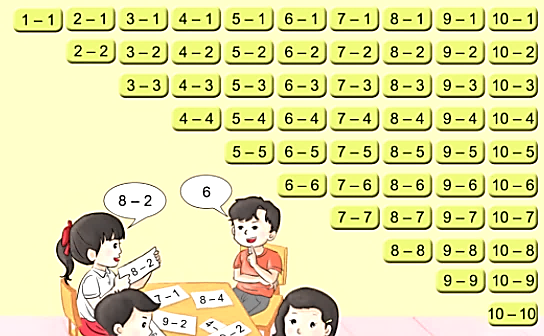 1 – 1 2 – 1 3 – 1 4 – 1 5 – 1 6 – 1 7 – 1 8 – 1 9 – 1 10 – 1
2 – 2 3 – 2 4 – 2 5 – 2 6 – 2 7 – 2 8 – 2 9 – 2 10 – 2
3 – 3 4 – 3 5 – 3 6 – 3 7 – 3 8 – 3 9 – 3 10 – 3
4 – 4 5 – 4 6 – 4 7 – 4 8 – 4 9 – 4 10 – 4
5 – 5 6 – 5 7 – 5 8 – 5 9 – 5 10 – 5
6 – 6 7 – 6 8 – 6 9 – 6 10 – 6
7 – 7 8 – 7 9 – 7 10 – 7
8 – 8 9 – 8 10 – 8
9 – 9 10 – 9
10 – 10
8 – 2
6
8 – 2
7 – 1
8 – 4
9 – 2